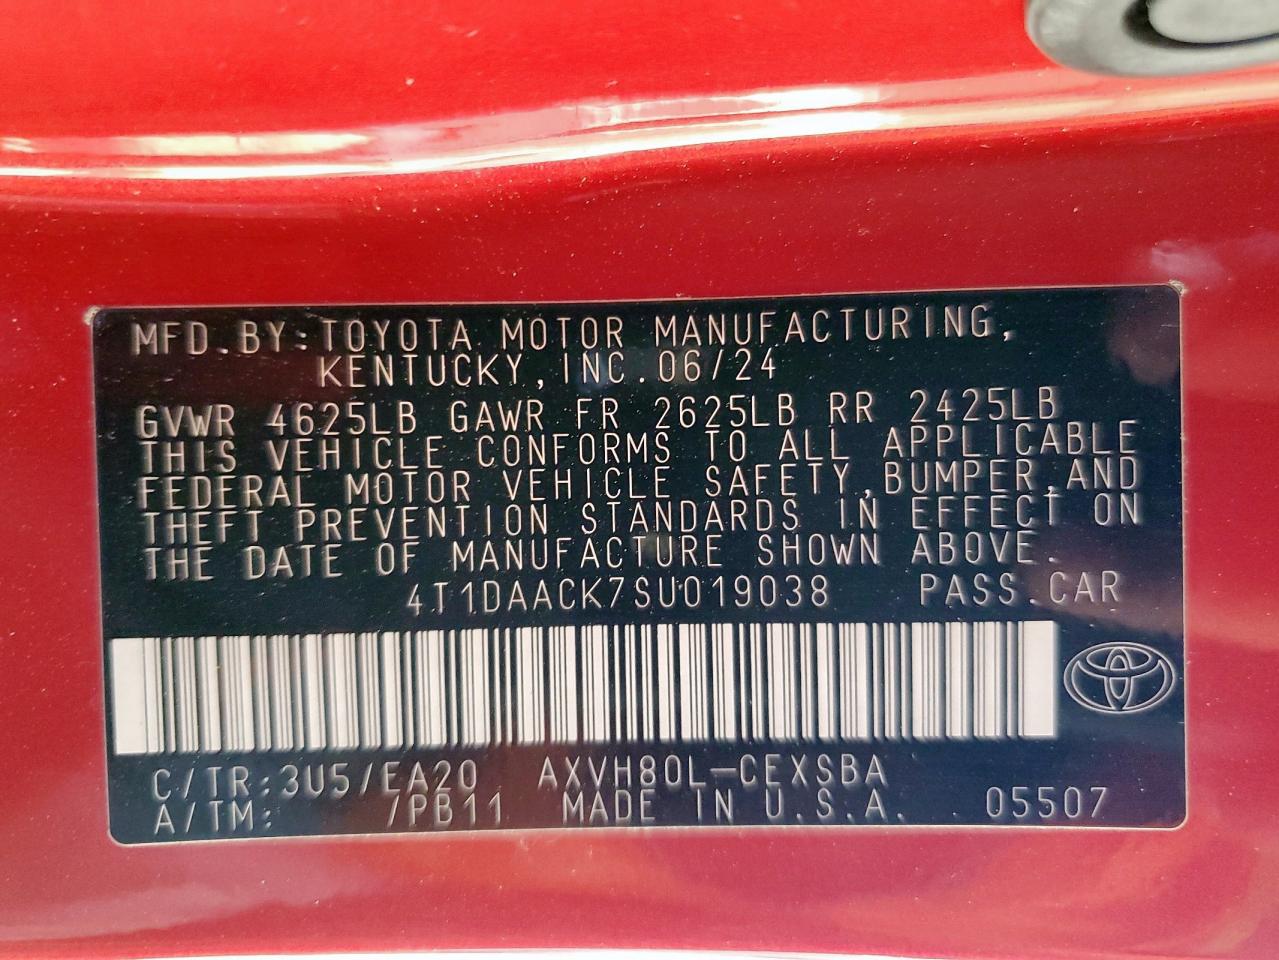 MFD.BY:TOYOTA MOTOR MANUFACTURING,
KENTUCKY,INC.06/24
GVWR 4625LB GAWR FR 2625LB RR 2425LB
THIS VEHICLE CONFORMS TO ALL APPLICABLE
FEDERAL MOTOR VEHICLE SAFETY,BUMPER,AND
THEFT PREVENTION STANDARDS IN EFFECT ON
THE DATE OF MANUFACTURE SHOWN ABOVE.
4T1DAACK7SU019038 PASS.CAR
C/TR:3U5/EA20 AXVH80L-CEXSBA
A/TM: /PB11 MADE IN U.S.A. 05507